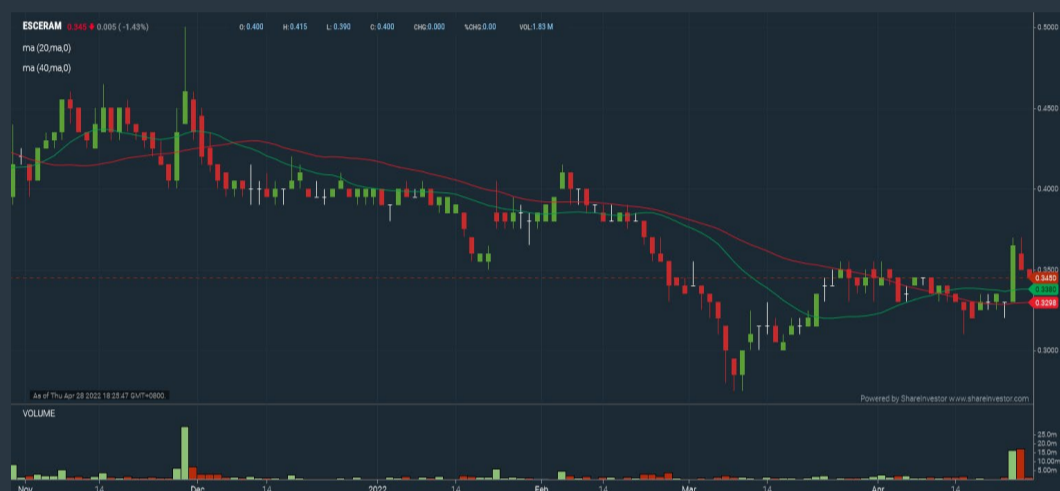 ESCERAM 0.345 0.005 ( -1.43%) O: 0.400 H: 0.415 L: 0.390 C: 0.400 CHG:0.000 %CHG:0.00 VOL:1.83 M
ma (20,ma,0)
ma (40,ma,0)
0.5000
0.4500
0.4000
0.3500
0.3450
0.3380
0.3298
0.3000
As of Thu Apr 28 2022 18:25:47 GMT+0800.
Powered by ShareInvestor www.shareinvestor.com
VOLUME
25.0m
20.0m
15.0m
10.00m
5.00m
Nov 14 Dec 14 2022 14 Feb 14 Mar 14 Apr 14